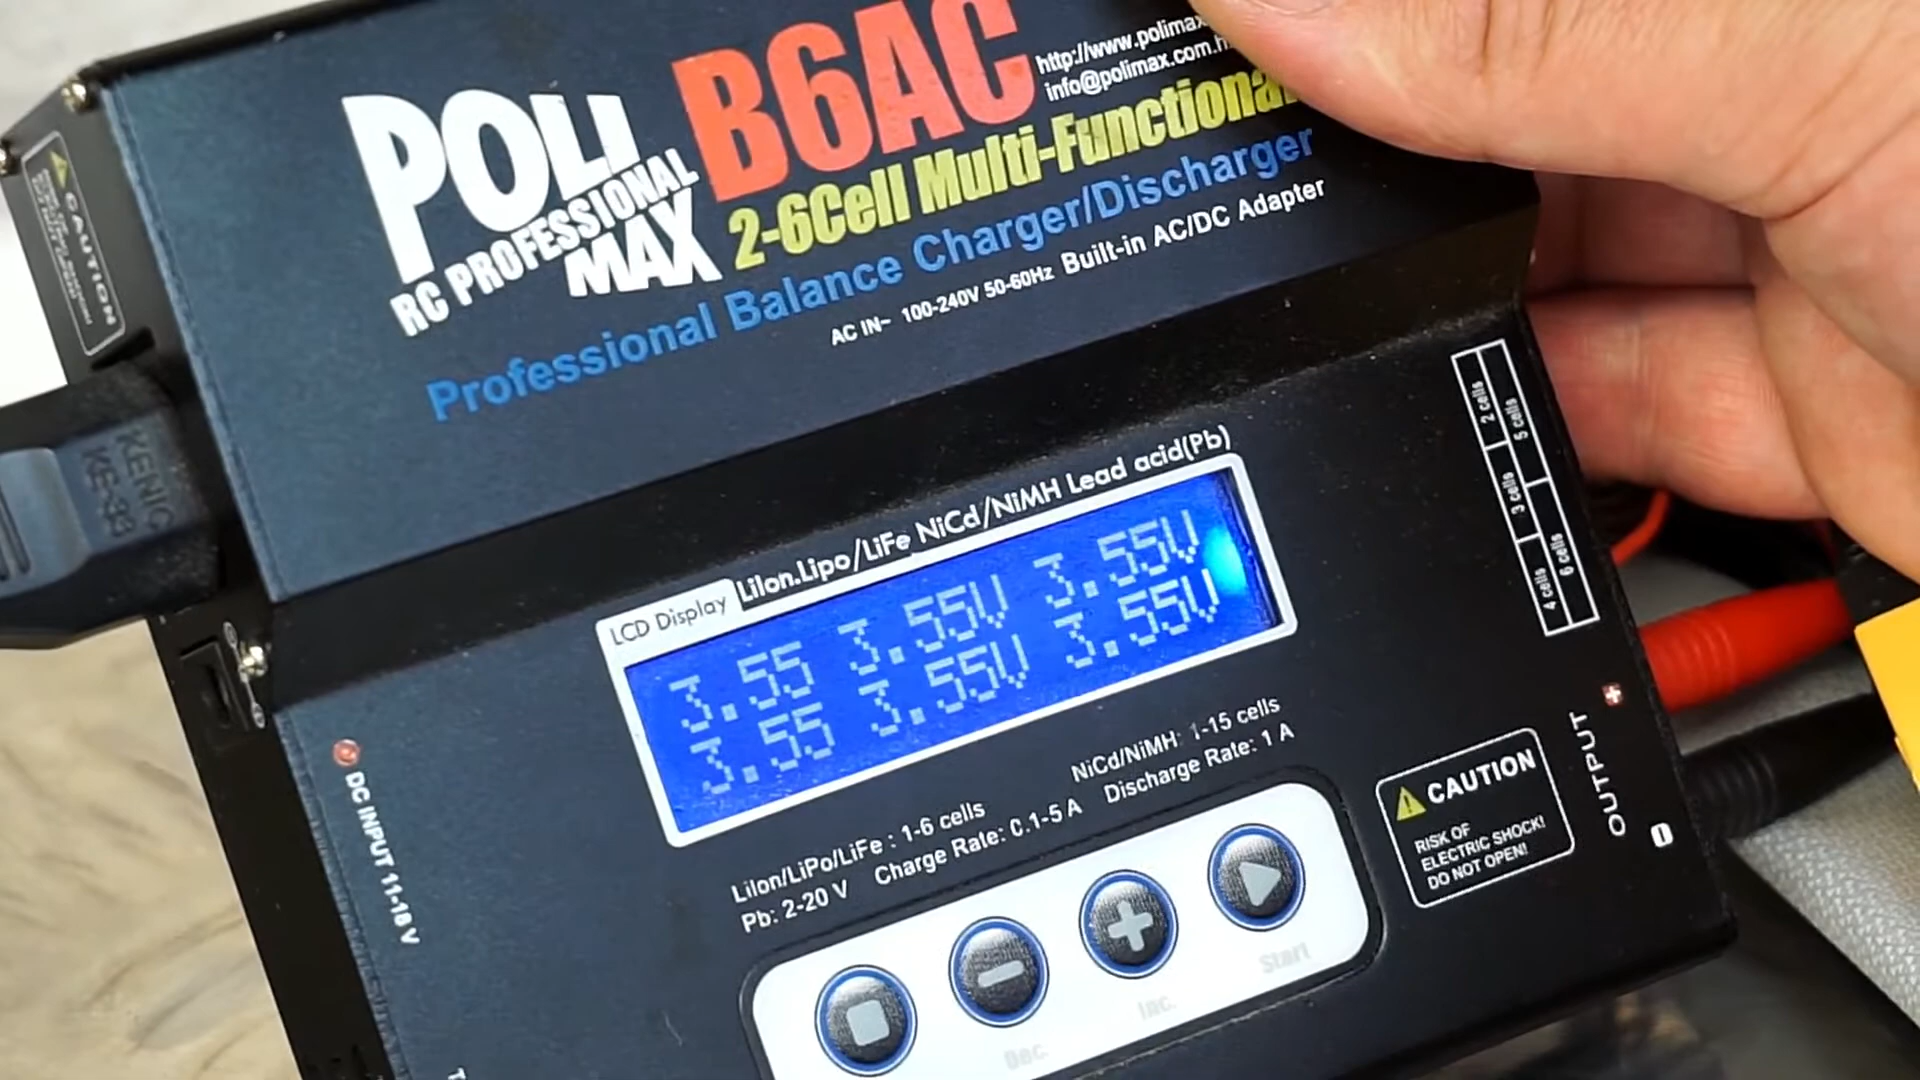 POLI
RC PROFESSIONAL
MAX
B6AC
http://www.polimax
info@polimax.com.h
2-6Cell Multi-Functional
Professional Balance Charger/Discharger
AC IN~ 100-240V 50-60Hz Built-in AC/DC Adapter
CAUTION
KENIC
KE-33
LCD Display
LiIon.Lipo/LiFe NiCd/NiMH Lead acid(Pb)
3.55 3.55V 3.55V
3.55 3.55V 3.55V
2 cells
5 cells
3 cells
4 cells
6 cells
LiIon/LiPo/LiFe : 1-6 cells NiCd/NiMH: 1-15 cells
Pb: 2-20 V Charge Rate: 0.1-5 A Discharge Rate: 1 A
DC INPUT 11-18 V
OUTPUT
CAUTION
RISK OF
ELECTRIC SHOCK!
DO NOT OPEN!
Dec.
Inc.
Start